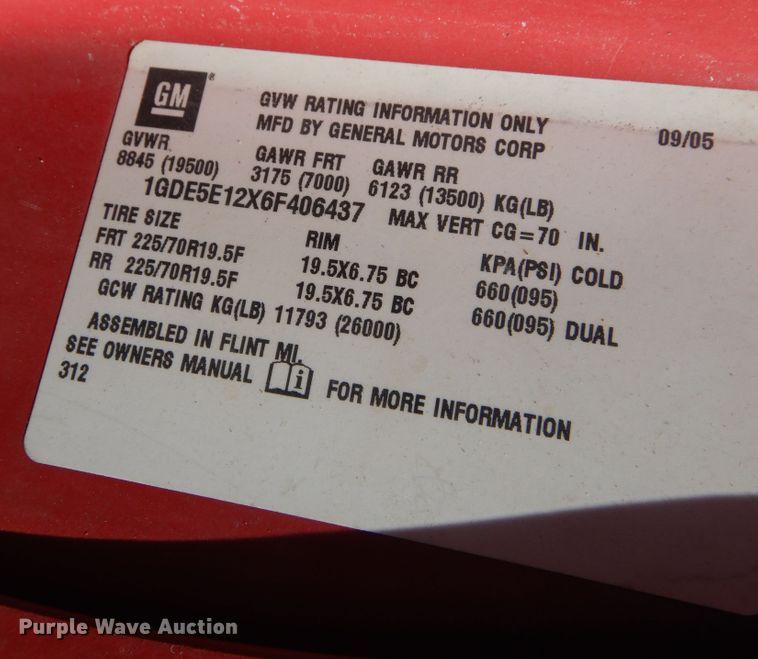 GM®
GVW RATING INFORMATION ONLY
MFD BY GENERAL MOTORS CORP 09/05
GVWR GAWR FRT GAWR RR
8845 (19500) 3175 (7000) 6123 (13500) KG(LB)
1GDE5E12X6F406437 MAX VERT CG=70 IN.
TIRE SIZE RIM KPA(PSI) COLD
FRT 225/70R19.5F 19.5X6.75 BC 660(095)
RR 225/70R19.5F 19.5X6.75 BC 660(095) DUAL
GCW RATING KG(LB) 11793 (26000)
ASSEMBLED IN FLINT MI.
SEE OWNERS MANUAL i FOR MORE INFORMATION
312
Purple Wave Auction